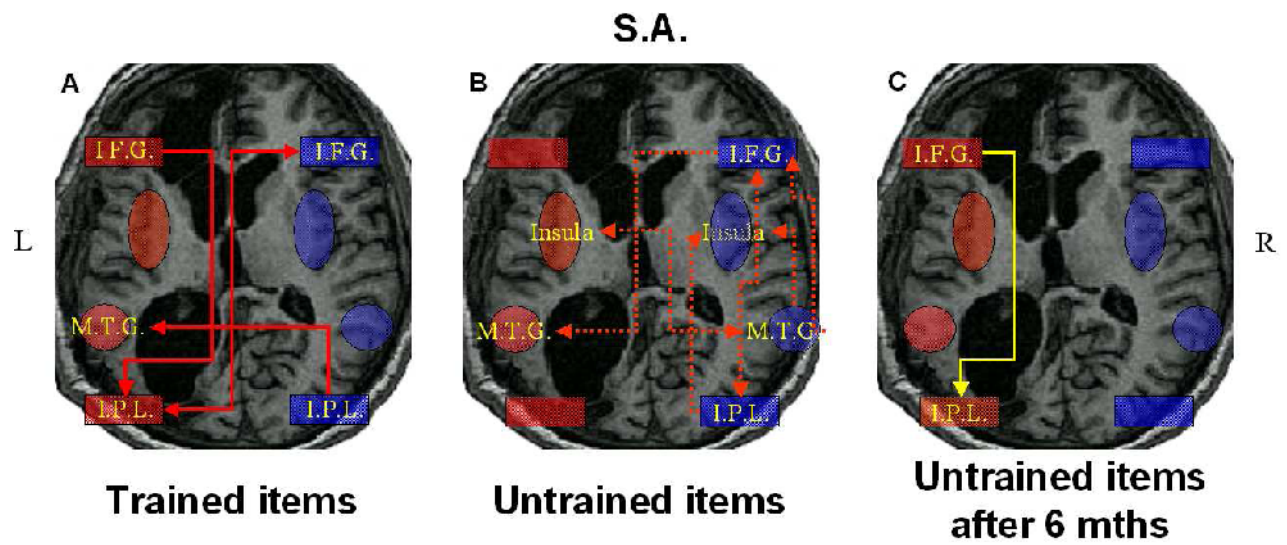 S.A.
A
B
C
I.F.G.
I.F.G.
I.F.G.
I.F.G.
L
R
Insula
Insula
M.T.G.
M.T.G.
M.T.G.
I.P.L.
I.P.L.
I.P.L.
I.P.L.
Trained items
Untrained items
Untrained items
after 6 mths